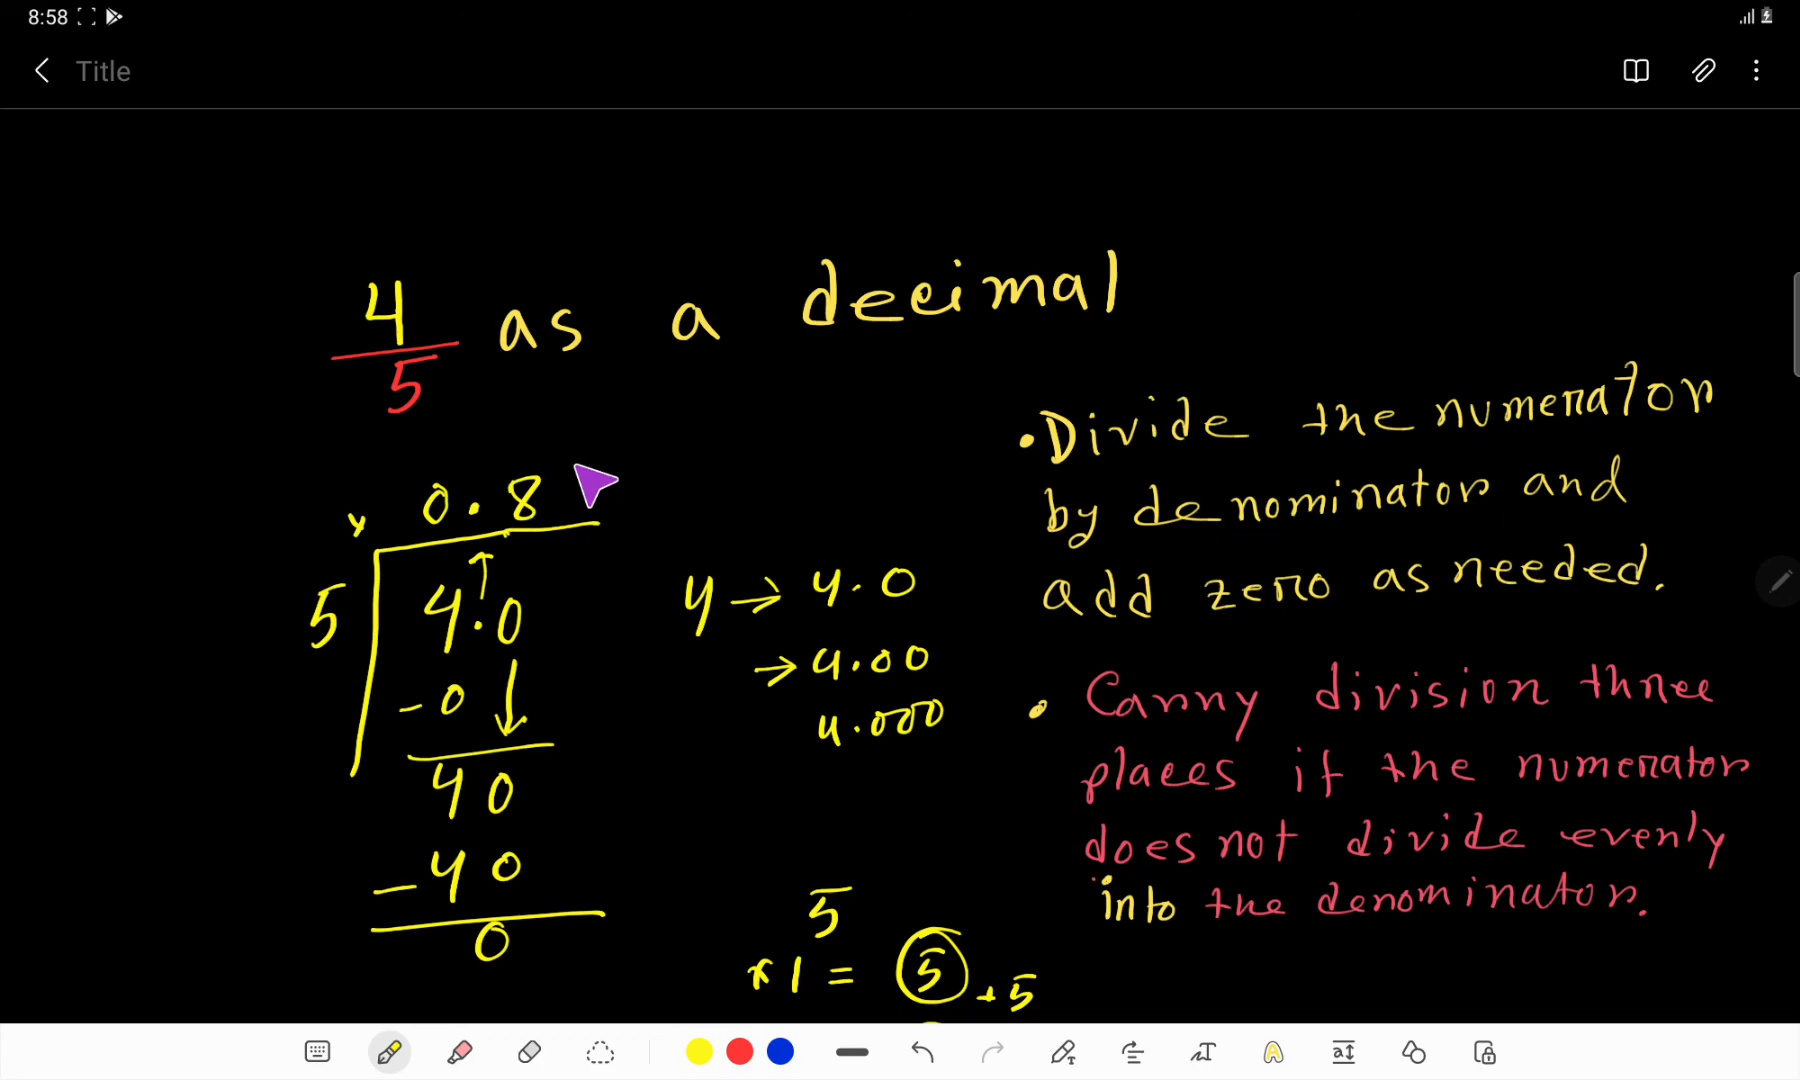 8:58
Title
4/5 as a decimal
0.8
5 4.0
-0
40
-40
0
4 → 4.0
→ 4.00
4.000
• Divide the numerator
by denominator and
add zero as needed.
• Carry division three
places if the numerator
does not divide evenly
into the denominator.
5
×1 = 5 +5